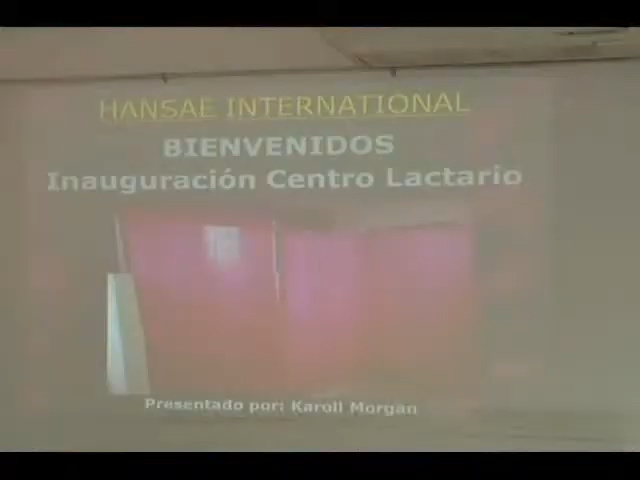 HANSAE INTERNATIONAL
BIENVENIDOS
Inauguración Centro Lactario
Presentado por: Karoll Morgan